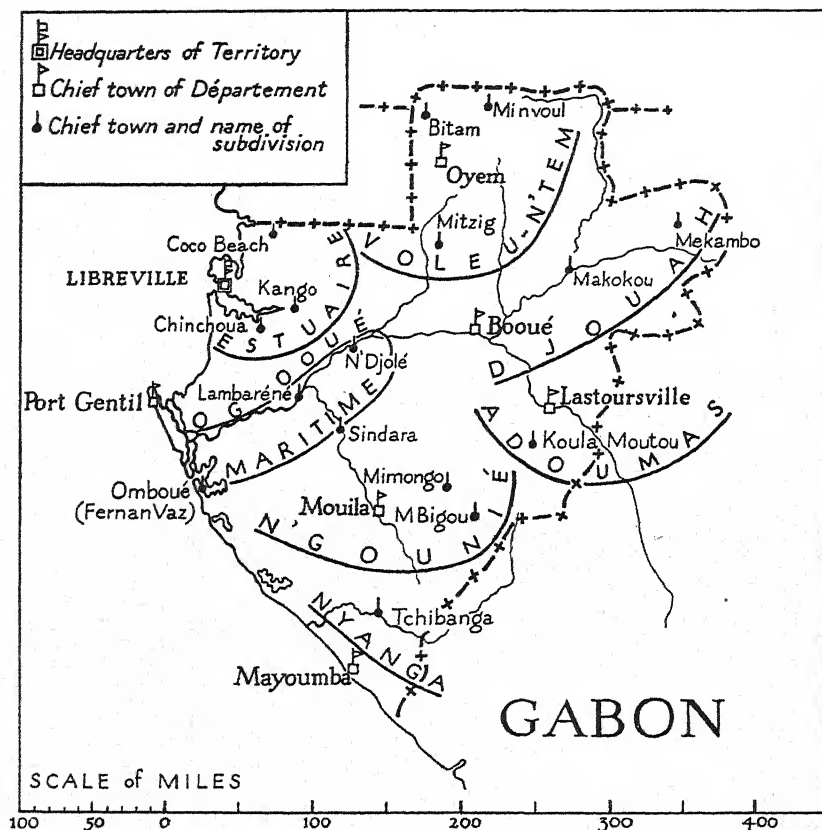 Headquarters of Territory
Chief town of Département
Chief town and name of
subdivision
Minvoul
Bitam
Oyem
VOLEU-N'TEM
Mitzig
Mekambo
Coco Beach
LIBREVILLE
Kango
Chinchoua
ESTUAIRE
Makokou
Booué
DJOUAH
N'Djolé
Port Gentil
Lambaréné
OGOOUÉ
MARITIME
Lastoursville
Sindara
Koula Moutou
ADOUMAS
Omboué
(Fernan Vaz)
Mimongo
Mouila
M Bigou
N'GOUNIÉ
Tchibanga
NYANGA
Mayoumba
GABON
SCALE of MILES
100 50 0 100 200 300 400